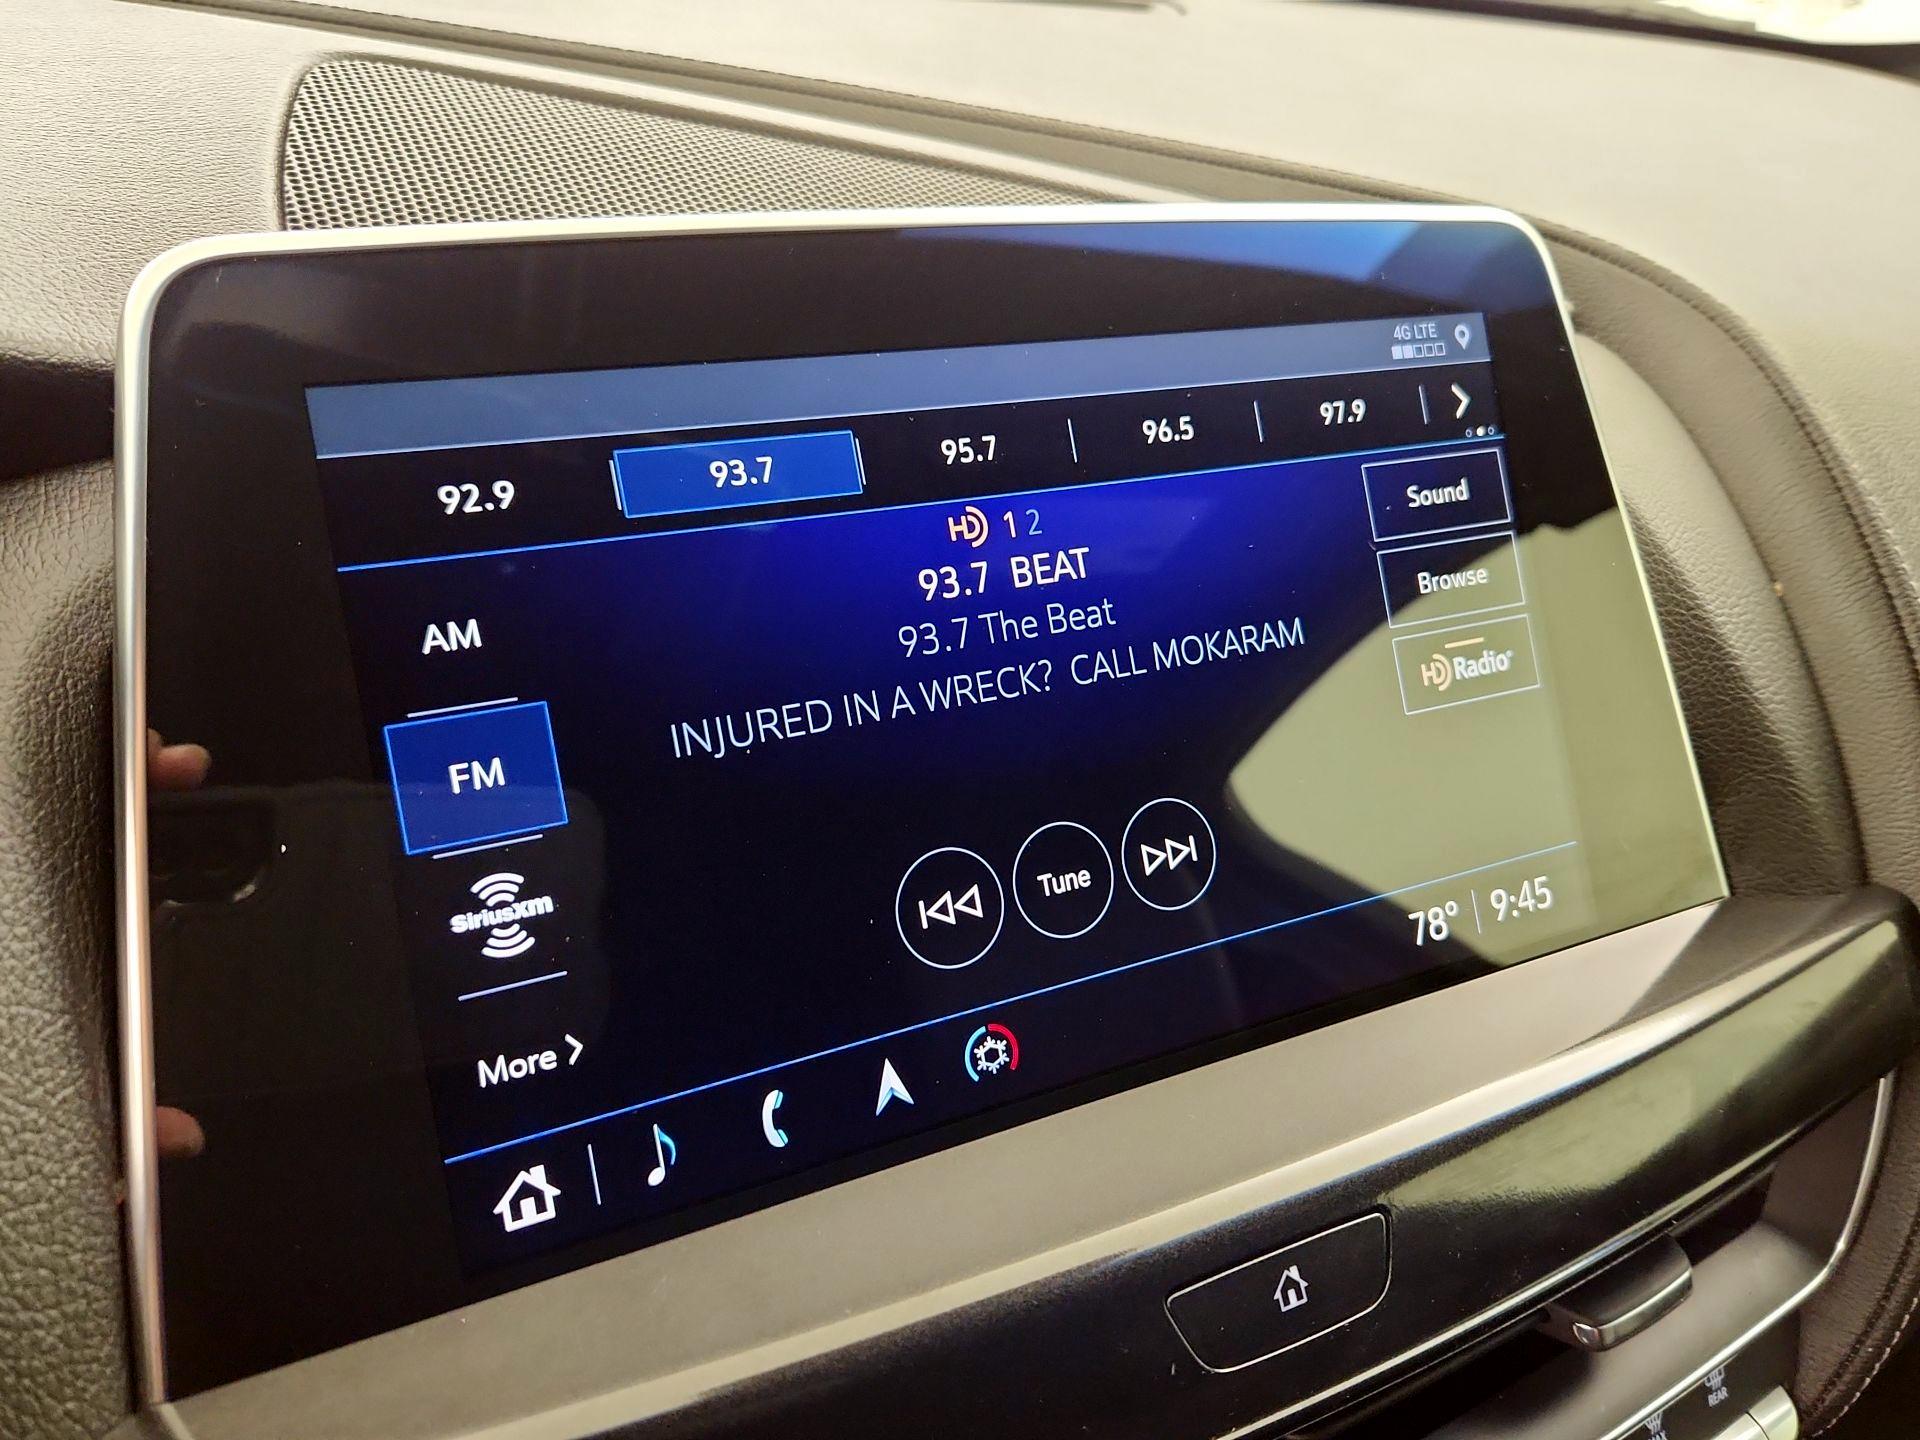 4G LTE
92.9 93.7 95.7 96.5 97.9
HD 1 2
93.7 BEAT
93.7 The Beat
INJURED IN A WRECK? CALL MOKARAM
Sound
Browse
HD Radio
AM
FM
SiriusXM
More
Tune
78° 9:45
REAR